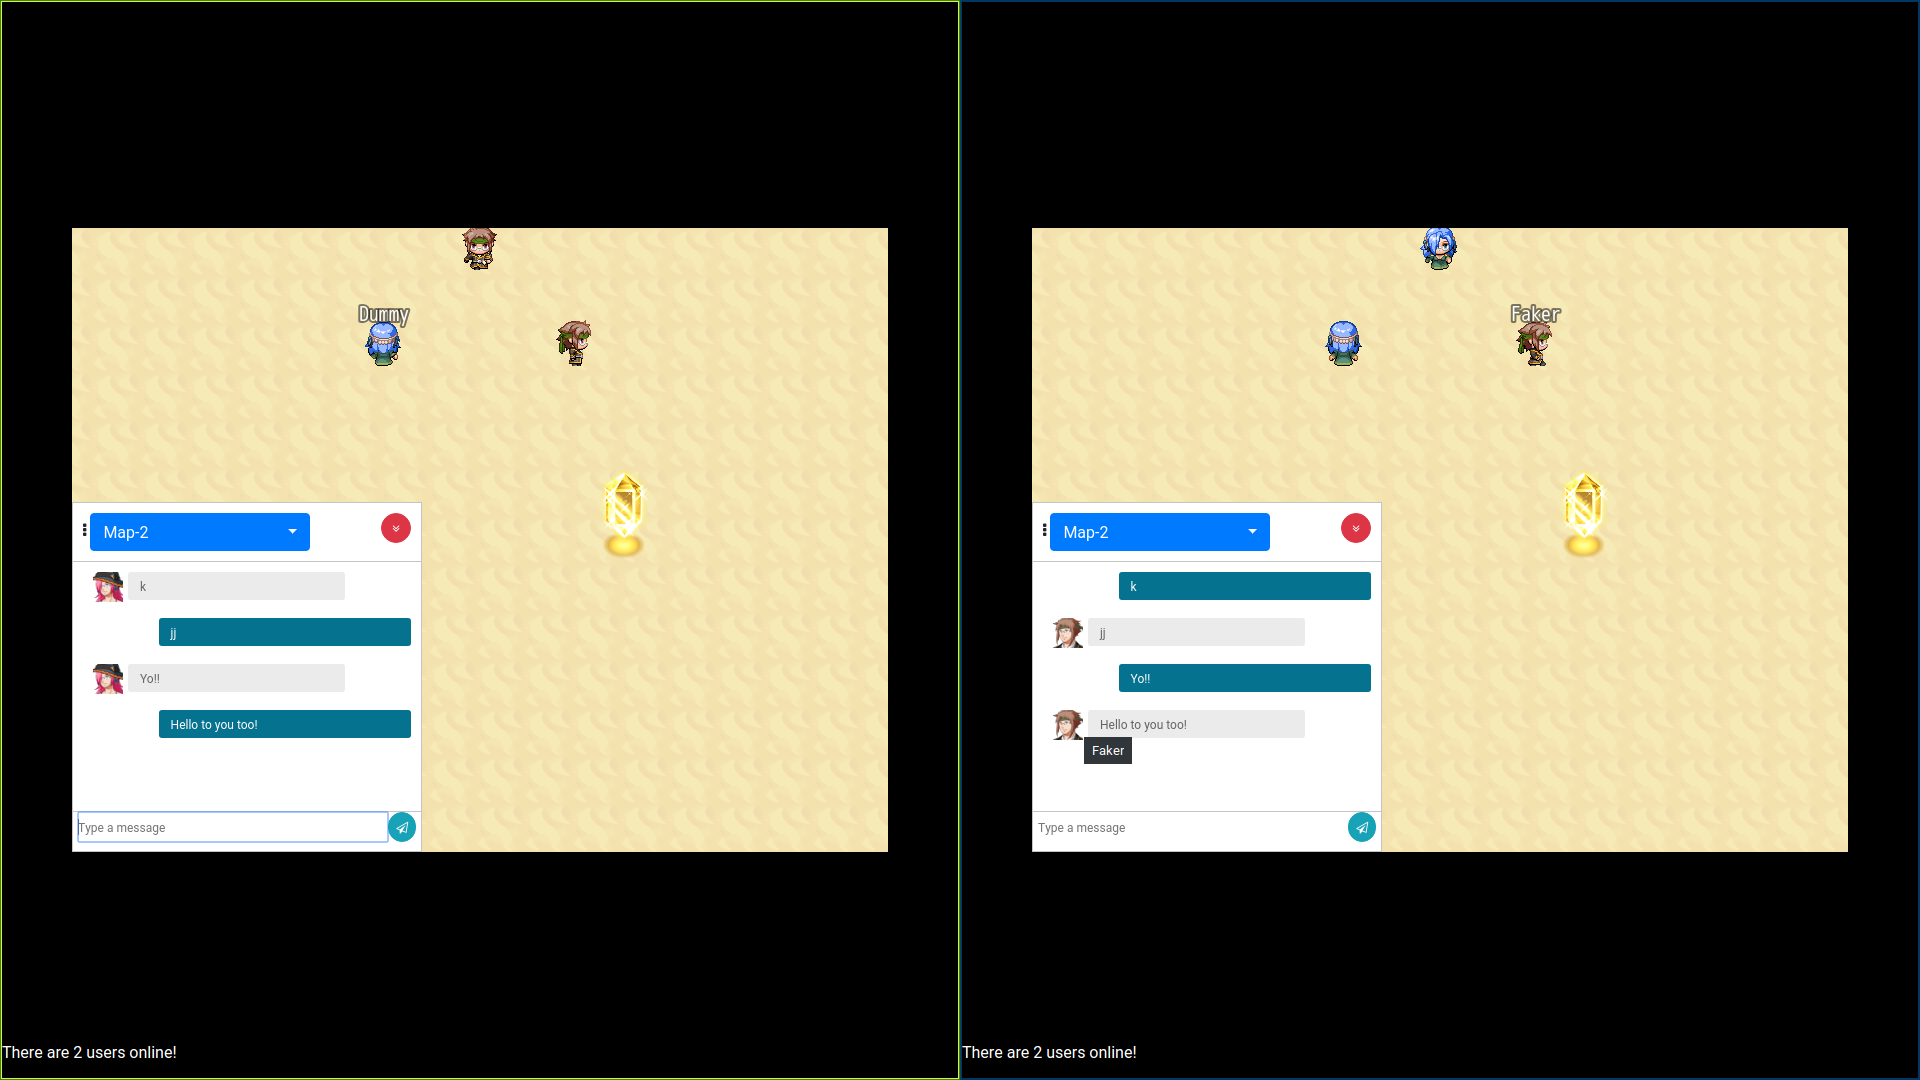 Dummy
Map-2
k
jj
Yo!!
Hello to you too!
Type a message
There are 2 users online!
Faker
Map-2
k
jj
Yo!!
Hello to you too!
Faker
Type a message
There are 2 users online!